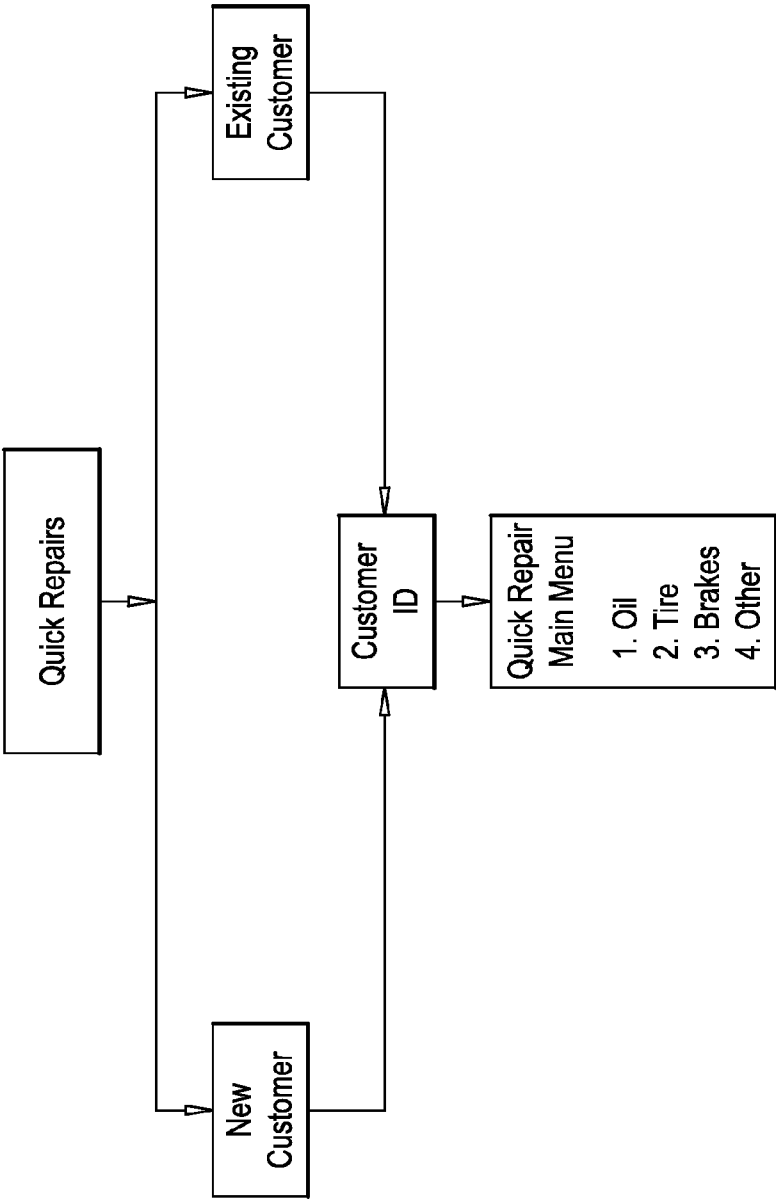 Quick Repairs
New
Customer
Existing
Customer
Customer
ID
Quick Repair
Main Menu
1. Oil
2. Tire
3. Brakes
4. Other